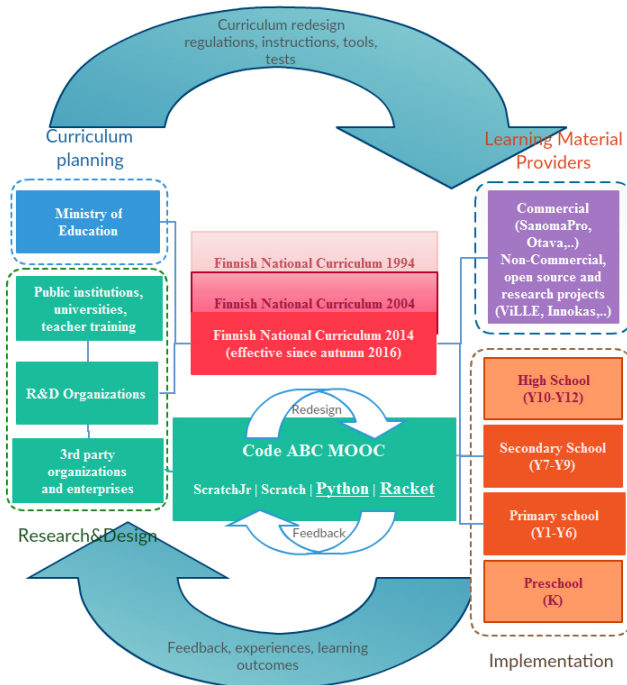 Curriculum redesign
regulations, instructions, tools,
tests
Curriculum
planning
Learning Material
Providers
Ministry of
Education
Commercial
(SanomaPro,
Otava,..)
Non-Commercial,
open source and
research projects
(ViLLE, Innokas,..)
Finnish National Curriculum 1994
Finnish National Curriculum 2004
Finnish National Curriculum 2014
(effective since autumn 2016)
Public institutions,
universities,
teacher training
R&D Organizations
3rd party
organizations
and enterprises
Research&Design
Redesign
Code ABC MOOC
ScratchJr | Scratch | Python | Racket
Feedback
High School
(Y10-Y12)
Secondary School
(Y7-Y9)
Primary school
(Y1-Y6)
Preschool
(K)
Implementation
Feedback, experiences, learning
outcomes